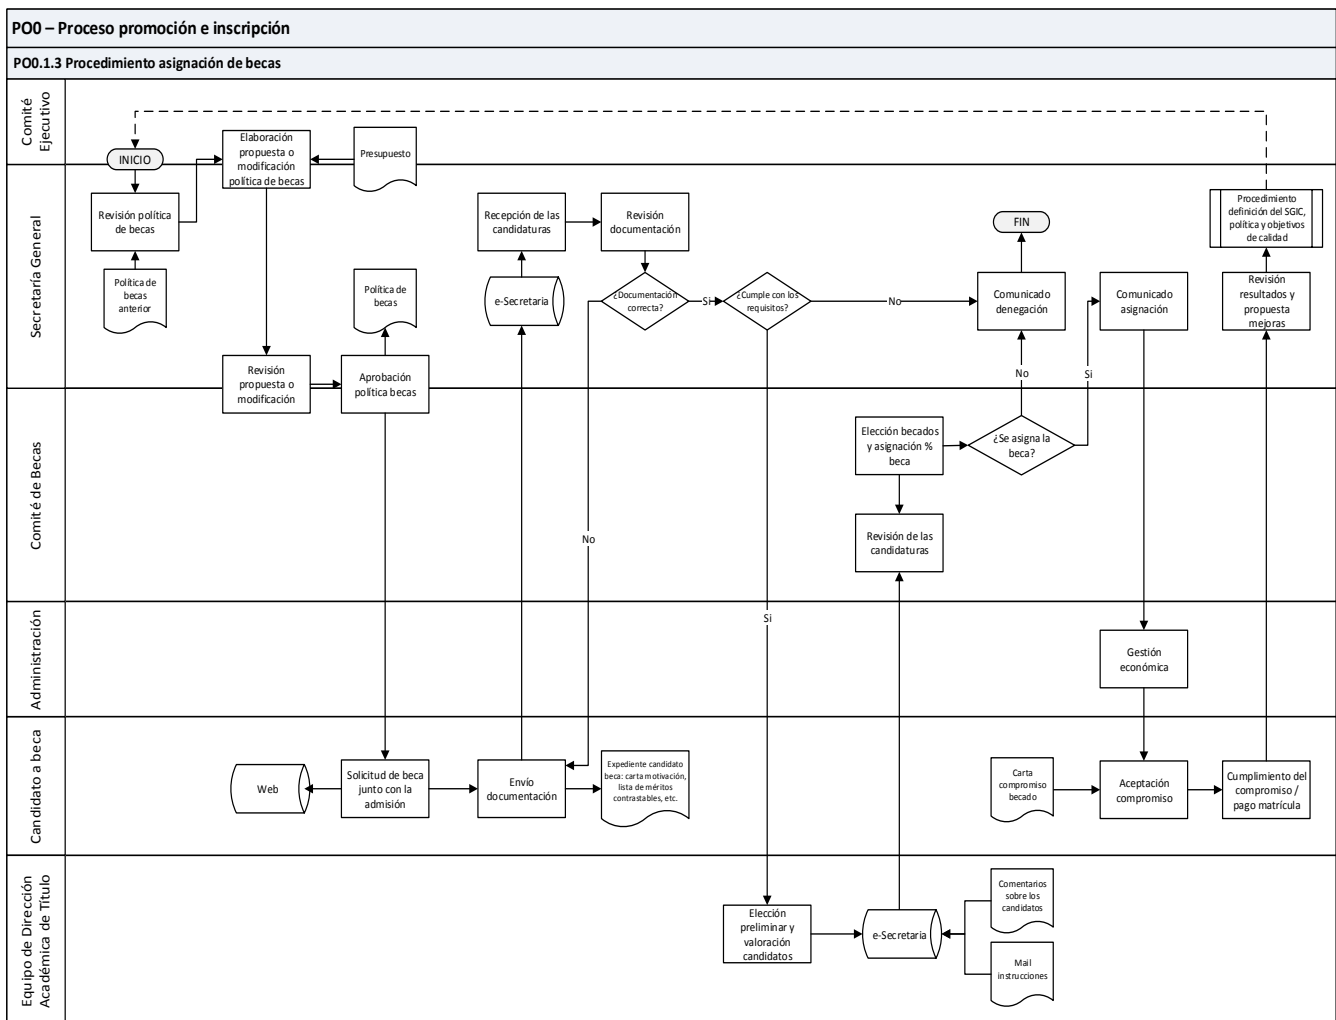 PO0 – Proceso promoción e inscripción
PO0.1.3 Procedimiento asignación de becas
Comité
Ejecutivo
INICIO
Elaboración
propuesta o
modificación
política de becas
Presupuesto
Secretaría General
Revisión política
de becas
Política de
becas
anterior
Política de
becas
Revisión
propuesta o
modificación
Aprobación
política becas
Recepción de las
candidaturas
Revisión
documentación
e-Secretaria
¿Documentación
correcta?
Si
¿Cumple con los
requisitos?
No
FIN
Comunicado
denegación
Comunicado
asignación
Procedimiento
definición del SGIC,
política y objetivos
de calidad
Revisión
resultados y
propuesta
mejoras
No
Si
Comité de Becas
Elección becados
y asignación %
beca
¿Se asigna la
beca?
Revisión de las
candidaturas
No
Administración
Si
Gestión
económica
Candidato a beca
Web
Solicitud de beca
junto con la
admisión
Envío
documentación
Expediente candidato
beca: carta motivación,
lista de méritos
contrastables, etc.
Carta
compromiso
becado
Aceptación
compromiso
Cumplimiento del
compromiso /
pago matrícula
Equipo de Dirección
Académica de Título
Elección
preliminar y
valoración
candidatos
e-Secretaria
Comentarios
sobre los
candidatos
Mail
instrucciones